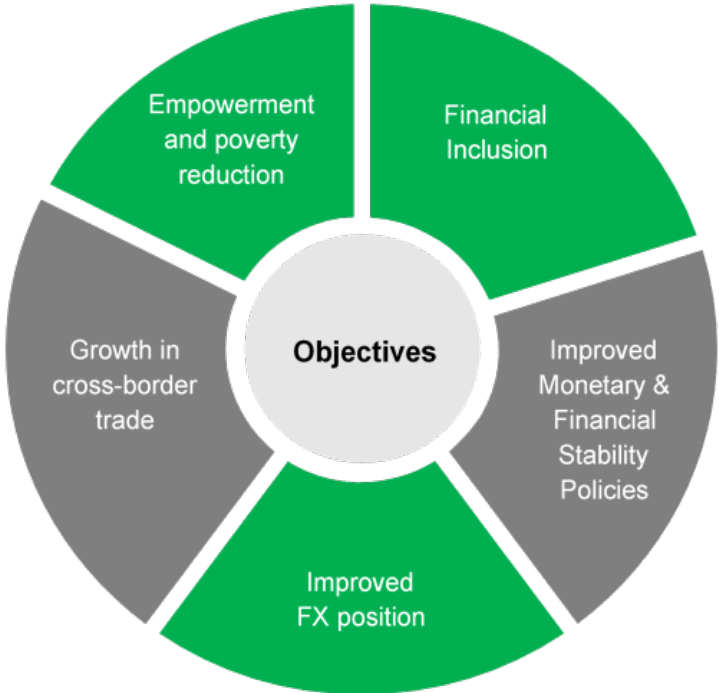 Empowerment
and poverty
reduction
Financial
Inclusion
Objectives
Growth in
cross-border
trade
Improved
Monetary &
Financial
Stability
Policies
Improved
FX position